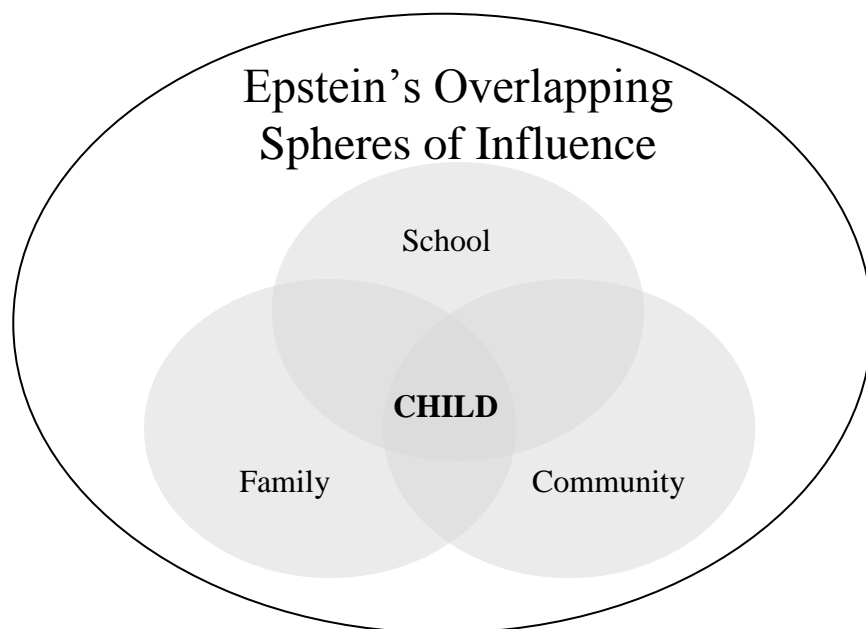 Epstein’s Overlapping
Spheres of Influence
School
CHILD
Family
Community